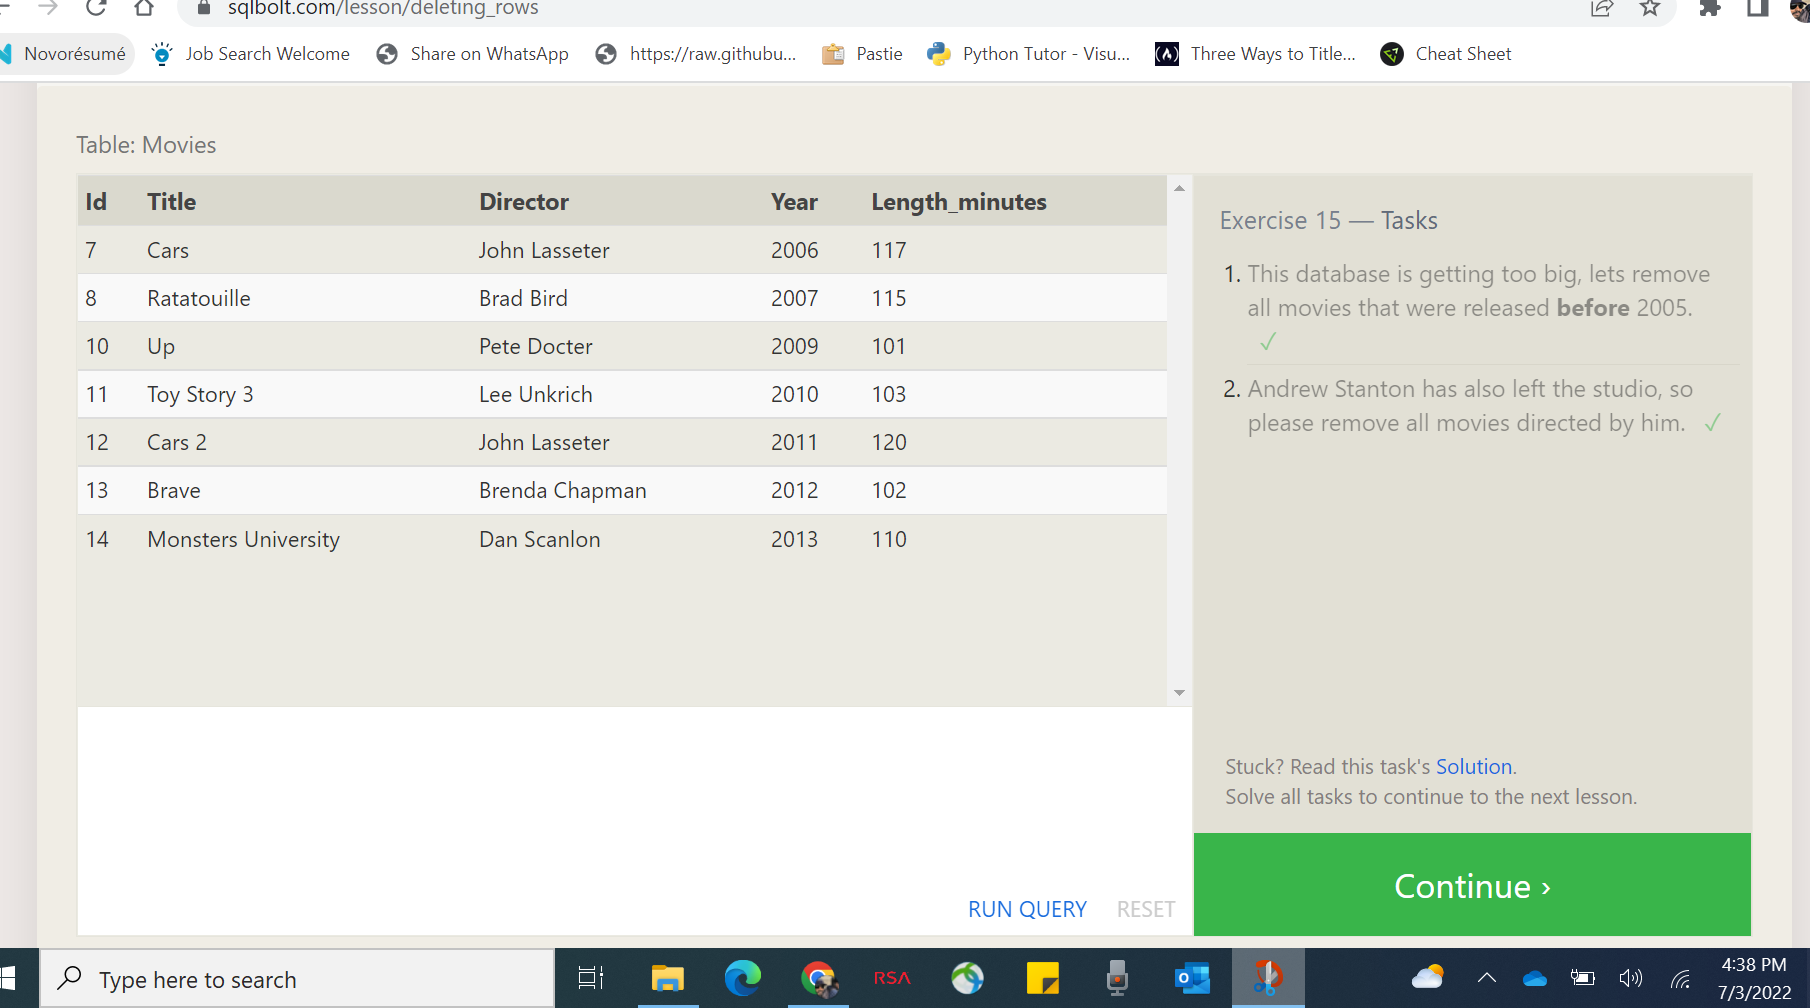 sqlbolt.com/lesson/deleting_rows
Novorésumé Job Search Welcome Share on WhatsApp https://raw.githubu... Pastie Python Tutor - Visu... Three Ways to Title... Cheat Sheet
Table: Movies
Id Title Director Year Length_minutes
7 Cars John Lasseter 2006 117
8 Ratatouille Brad Bird 2007 115
10 Up Pete Docter 2009 101
11 Toy Story 3 Lee Unkrich 2010 103
12 Cars 2 John Lasseter 2011 120
13 Brave Brenda Chapman 2012 102
14 Monsters University Dan Scanlon 2013 110
Exercise 15 — Tasks
1. This database is getting too big, lets remove
all movies that were released before 2005.
✓
2. Andrew Stanton has also left the studio, so
please remove all movies directed by him. ✓
Stuck? Read this task's Solution.
Solve all tasks to continue to the next lesson.
RUN QUERY RESET
Continue ›
Type here to search
RSA
4:38 PM
7/3/2022